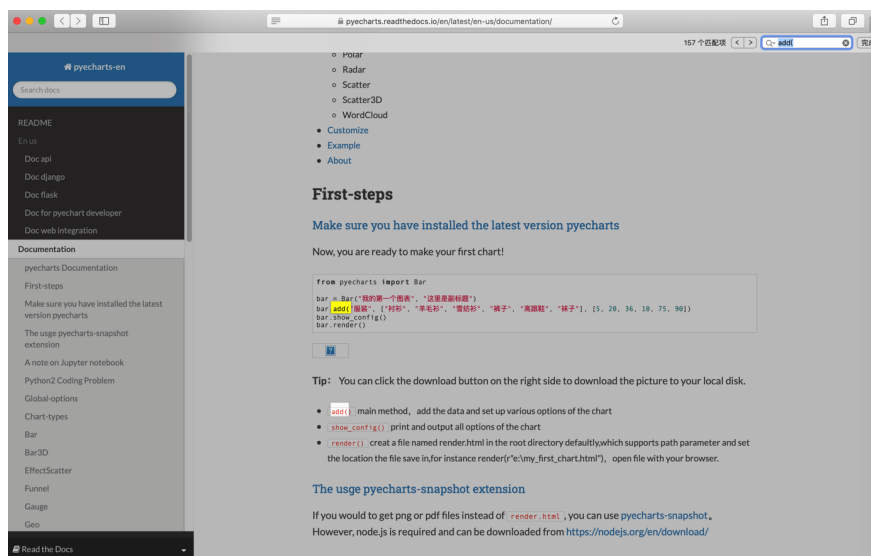 pyecharts.readthedocs.io/en/latest/en-us/documentation/
157 个匹配项
add(
pyecharts-en
Search docs
README
En us
Doc api
Doc django
Doc flask
Doc for pyechart developer
Doc web integration
Documentation
pyecharts Documentation
First-steps
Make sure you have installed the latest
version pyecharts
The usge pyecharts-snapshot
extension
A note on Jupyter notebook
Python2 Coding Problem
Global-options
Chart-types
Bar
Bar3D
EffectScatter
Funnel
Gauge
Geo
Read the Docs
Polar
Radar
Scatter
Scatter3D
WordCloud
Customize
Example
About
First-steps
Make sure you have installed the latest version pyecharts
Now, you are ready to make your first chart!
from pyecharts import Bar
bar = Bar("我的第一个图表", "这里是副标题")
bar.add("服装", ["衬衫", "羊毛衫", "雪纺衫", "裤子", "高跟鞋", "袜子"], [5, 20, 36, 10, 75, 90])
bar.show_config()
bar.render()
?
Tip: You can click the download button on the right side to download the picture to your local disk.
add() main method，add the data and set up various options of the chart
show_config() print and output all options of the chart
render() creat a file named render.html in the root directory defaultly,which supports path parameter and set
the location the file save in,for instance render(r"e:\my_first_chart.html")，open file with your browser.
The usge pyecharts-snapshot extension
If you would to get png or pdf files instead of render.html , you can use pyecharts-snapshot。
However, node.js is required and can be downloaded from https://nodejs.org/en/download/